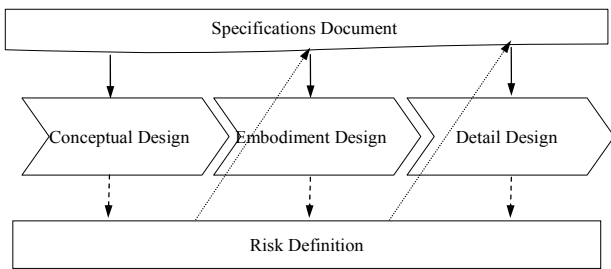 Specifications Document
Conceptual Design
Embodiment Design
Detail Design
Risk Definition